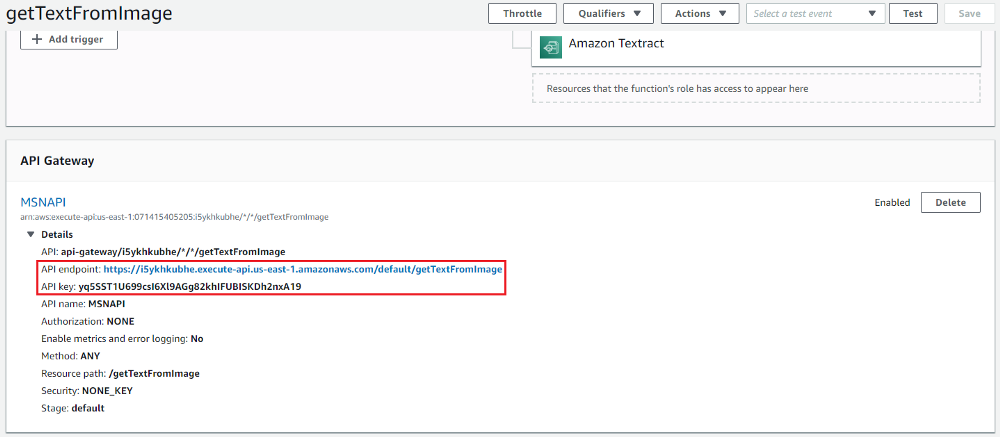 getTextFromImage
Throttle
Qualifiers
Actions
Select a test event
Test
Save
+ Add trigger
Amazon Textract
Resources that the function's role has access to appear here
API Gateway
MSNAPI
Enabled
Delete
arn:aws:execute-api:us-east-1:071415405205:i5ykhkubhe/*/*/getTextFromImage
Details
API: api-gateway/i5ykhkubhe/*/*/getTextFromImage
API endpoint: https://i5ykhkubhe.execute-api.us-east-1.amazonaws.com/default/getTextFromImage
API key: yq5SST1U699csI6Xl9AGg82khIFUBISKDh2nxA19
API name: MSNAPI
Authorization: NONE
Enable metrics and error logging: No
Method: ANY
Resource path: /getTextFromImage
Security: NONE_KEY
Stage: default